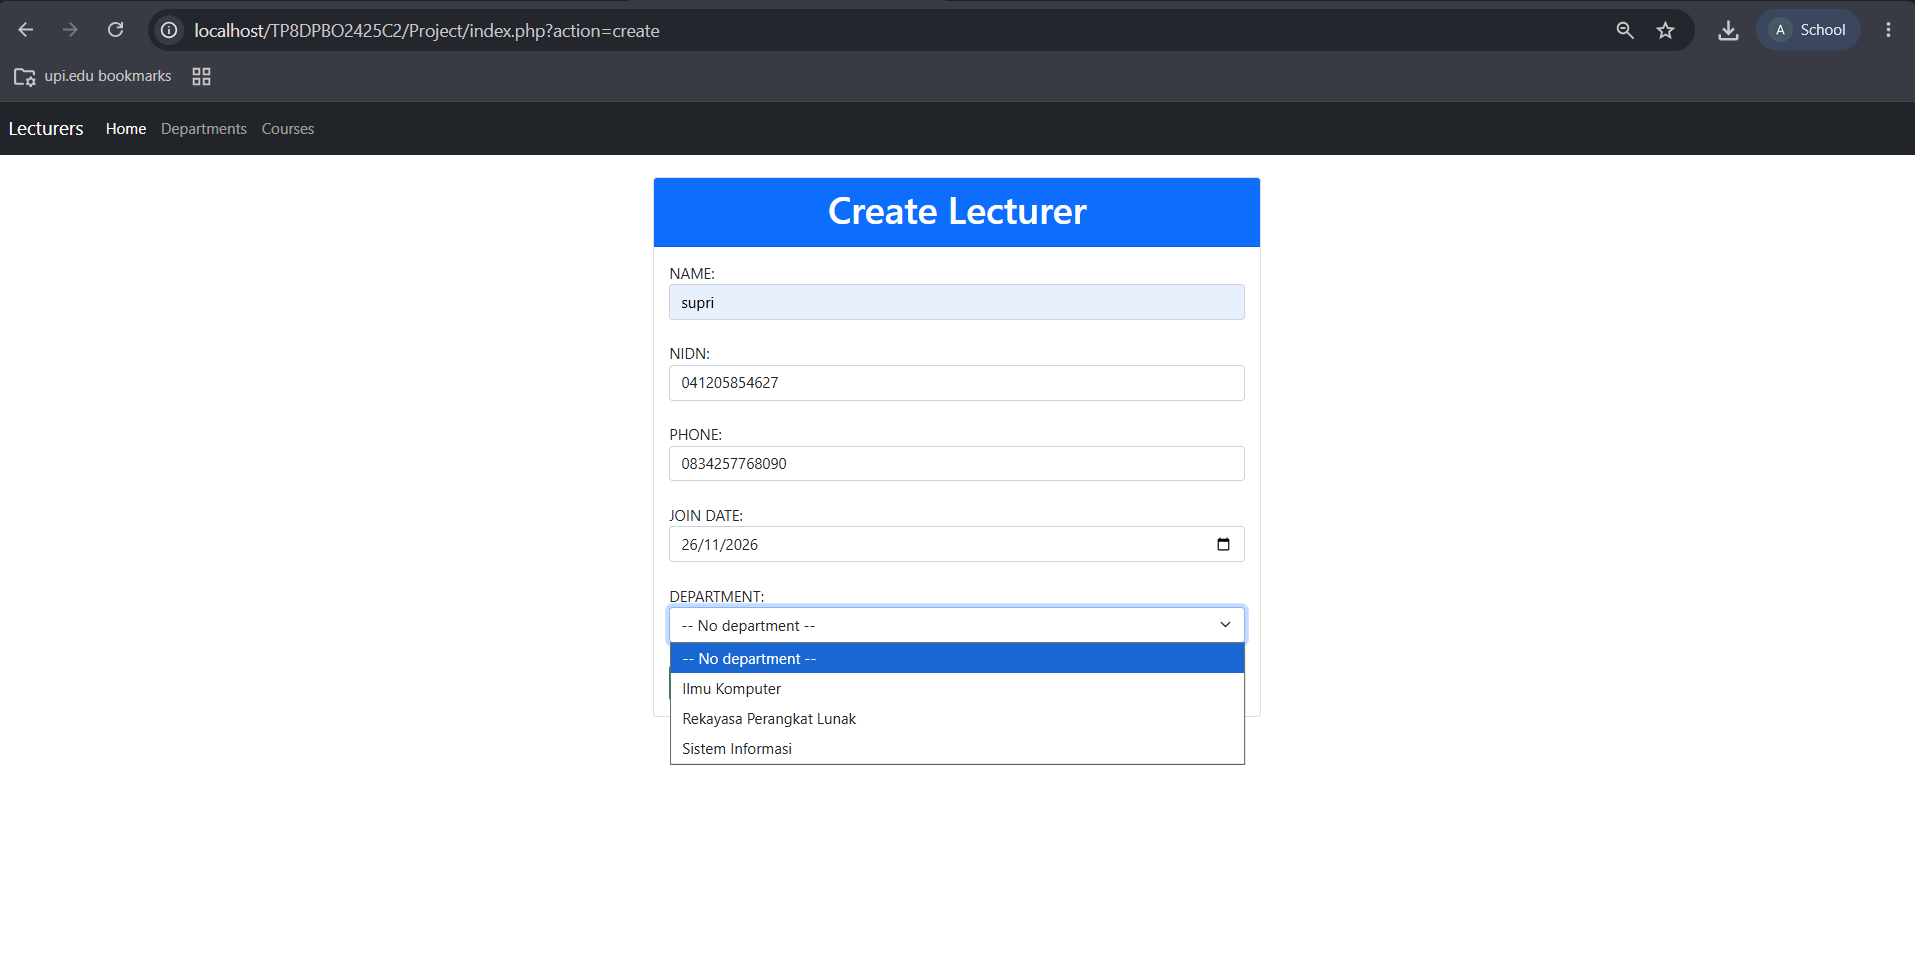 localhost/TP8DPBO2425C2/Project/index.php?action=create
A School
upi.edu bookmarks
Lecturers Home Departments Courses
Create Lecturer
NAME:
supri
NIDN:
041205854627
PHONE:
0834257768090
JOIN DATE:
26/11/2026
DEPARTMENT:
-- No department --
-- No department --
Ilmu Komputer
Rekayasa Perangkat Lunak
Sistem Informasi